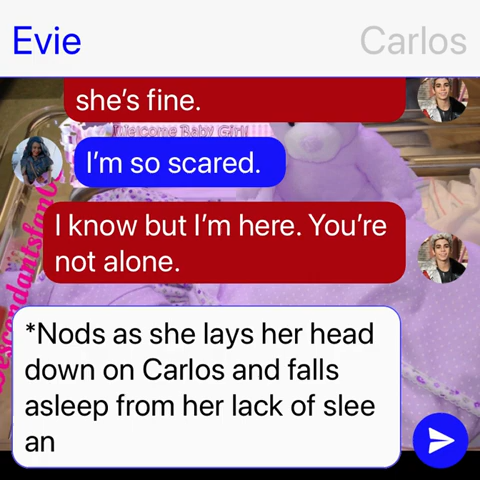 Evie
Carlos
she's fine.
Welcome Baby Girl!
I'm so scared.
I know but I'm here. You're
not alone.
*Nods as she lays her head
down on Carlos and falls
asleep from her lack of slee
an